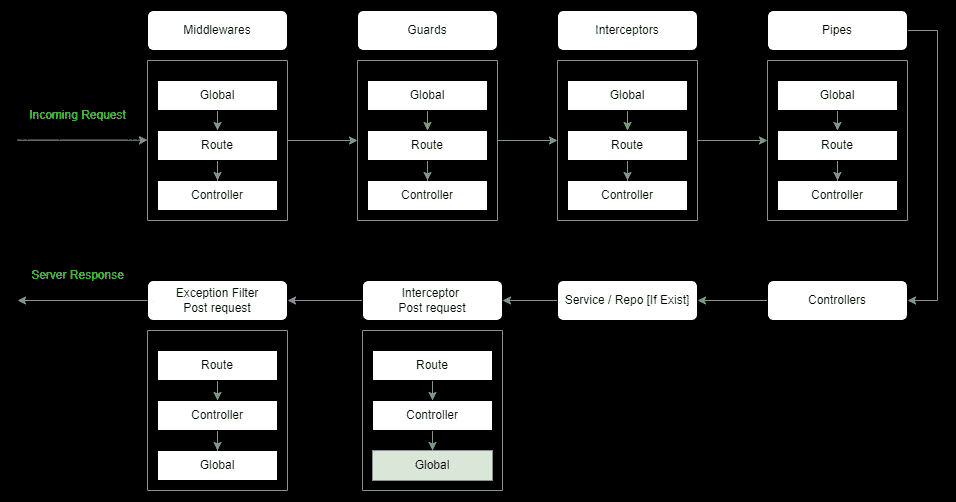 Middlewares
Guards
Interceptors
Pipes
Incoming Request
Global
Route
Controller
Global
Route
Controller
Global
Route
Controller
Global
Route
Controller
Server Response
Exception Filter
Post request
Interceptor
Post request
Service / Repo [If Exist]
Controllers
Route
Controller
Global
Route
Controller
Global